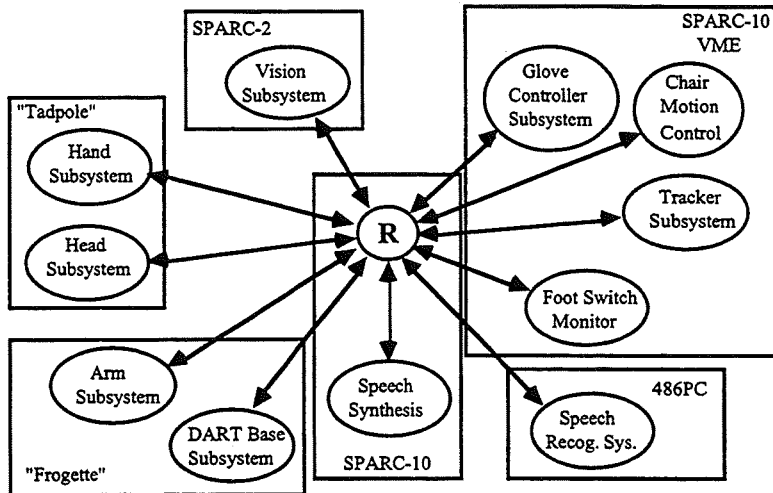 SPARC-2
Vision
Subsystem
SPARC-10
VME
Glove
Controller
Subsystem
Chair
Motion
Control
"Tadpole"
Hand
Subsystem
Head
Subsystem
R
Tracker
Subsystem
Foot Switch
Monitor
Arm
Subsystem
DART Base
Subsystem
"Frogette"
Speech
Synthesis
SPARC-10
486PC
Speech
Recog. Sys.